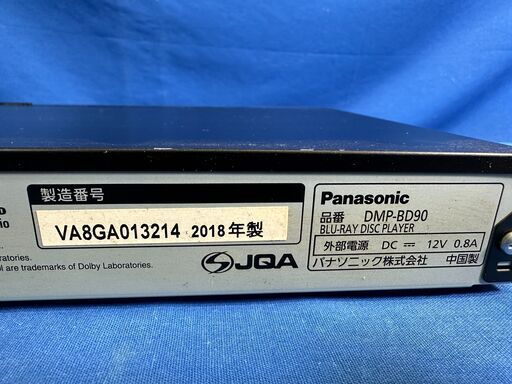 製造番号
VA8GA013214 2018年製
oratories.
l are trademarks of Dolby Laboratories.
JQA
Panasonic
品番 DMP-BD90
BLU-RAY DISC PLAYER
外部電源 DC 12V 0.8A
パナソニック株式会社 中国製